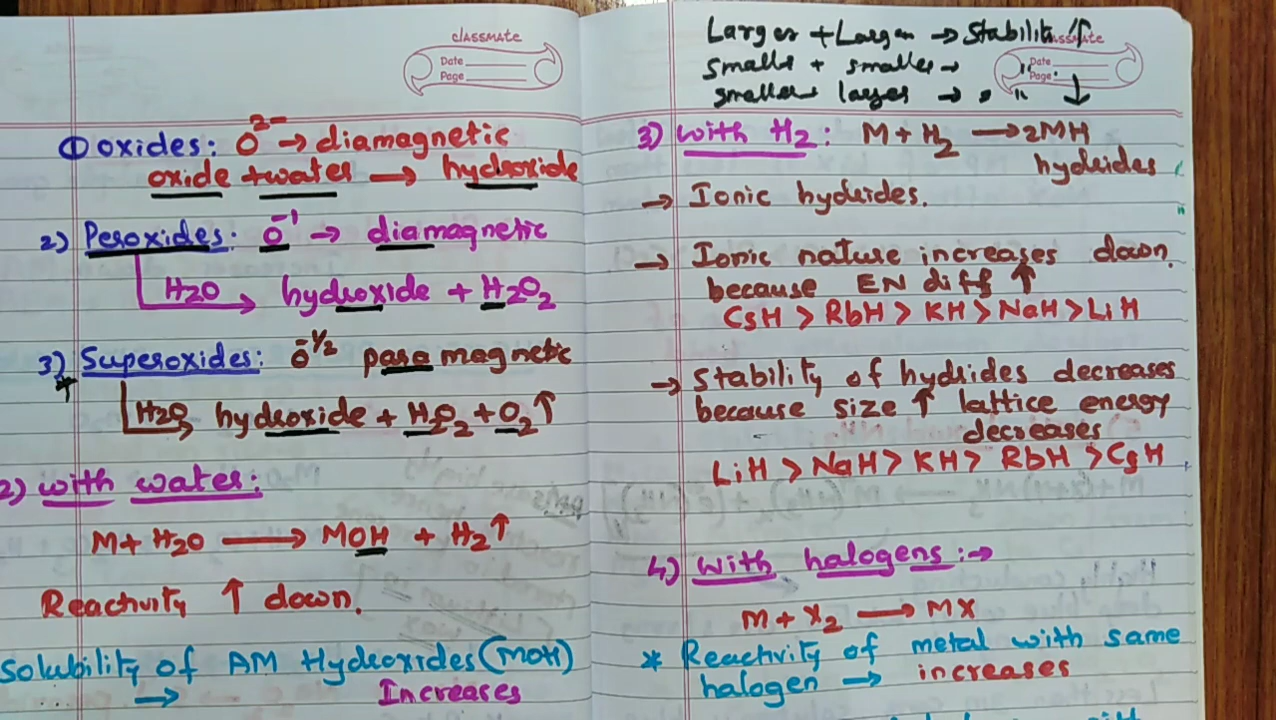 classmate
Date
Page
① oxides: O²⁻ → diamagnetic
oxide + water → hydroxide
2) Peroxides: O⁻¹ → diamagnetic
H2O → hydroxide + H₂O₂
3) Superoxides: O⁻¹/² paramagnetic
H2O → hydroxide + H₂O₂ + O₂↑
2) with water:
M + H2O → MOH + H₂↑
Reactivity ↑ down.
Solubility of AM Hydroxides (MOH)
→ Increases
Larger + Larger → Stability ↑
smaller + smaller → "
smaller larger → " ↓
classmate
Date
Page
3) with H₂: M + H₂ → 2MH
hydrides
→ Ionic hydrides.
→ Ionic nature increases down
because EN diff ↑
CsH > RbH > KH > NaH > LiH
→ Stability of hydrides decreases
because size ↑ lattice energy
decreases
LiH > NaH > KH > RbH > CsH
4) With halogens :→
M + X₂ → MX
* Reactivity of metal with same
halogen → increases